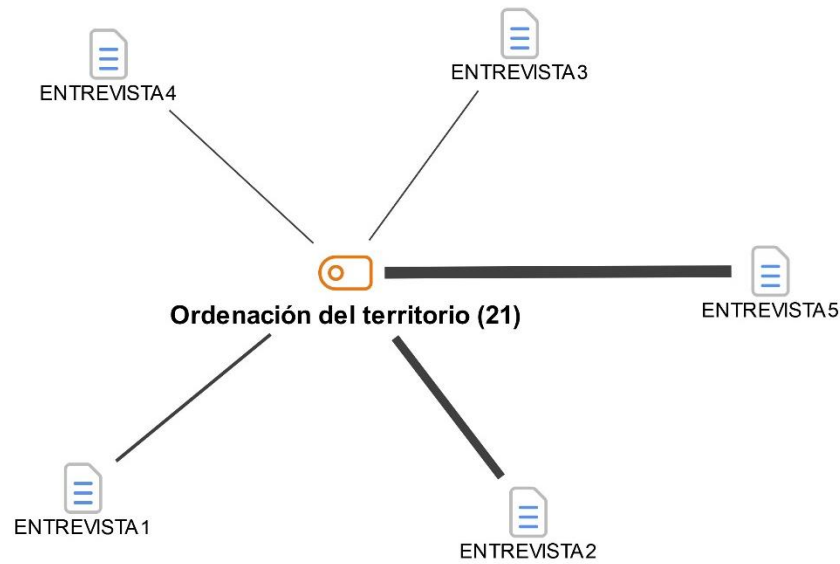 ENTREVISTA3
ENTREVISTA4
Ordenación del territorio (21)
ENTREVISTA5
ENTREVISTA1
ENTREVISTA2